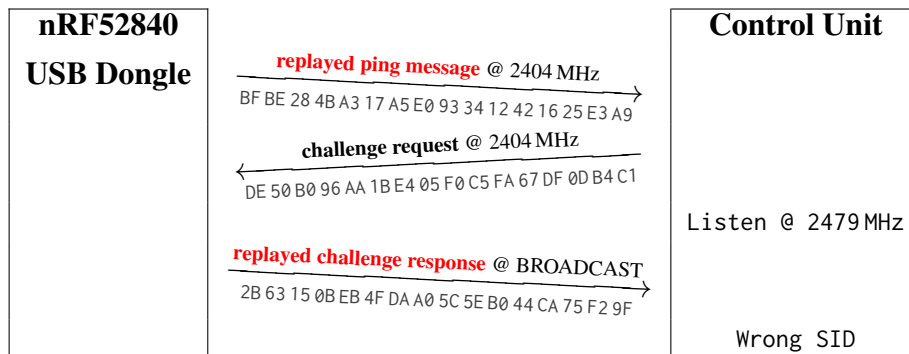 nRF52840
USB Dongle
Control Unit
replayed ping message @ 2404 MHz
BF BE 28 4B A3 17 A5 E0 93 34 12 42 16 25 E3 A9
challenge request @ 2404 MHz
DE 50 B0 96 AA 1B E4 05 F0 C5 FA 67 DF 0D B4 C1
Listen @ 2479 MHz
replayed challenge response @ BROADCAST
2B 63 15 0B EB 4F DA A0 5C 5E B0 44 CA 75 F2 9F
Wrong SID